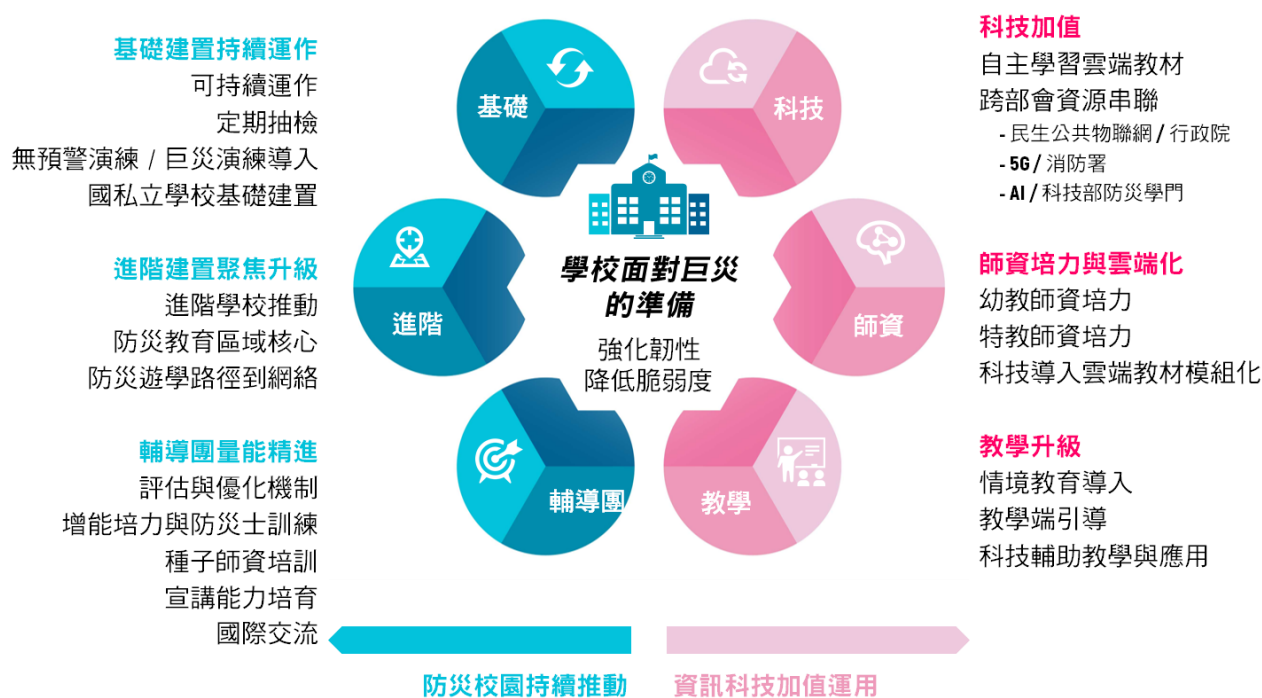 基礎建置持續運作
可持續運作
定期抽檢
無預警演練 / 巨災演練導入
國私立學校基礎建置
進階建置聚焦升級
進階學校推動
防災教育區域核心
防災遊學路徑到網絡
輔導團量能精進
評估與優化機制
增能培力與防災士訓練
種子師資培訓
宣講能力培育
國際交流
基礎
科技
進階
師資
輔導團
教學
學校面對巨災
的準備
強化韌性
降低脆弱度
科技加值
自主學習雲端教材
跨部會資源串聯
- 民生公共物聯網 / 行政院
- 5G / 消防署
- AI / 科技部防災學門
師資培力與雲端化
幼教師資培力
特教師資培力
科技導入雲端教材模組化
教學升級
情境教育導入
教學端引導
科技輔助教學與應用
防災校園持續推動
資訊科技加值運用